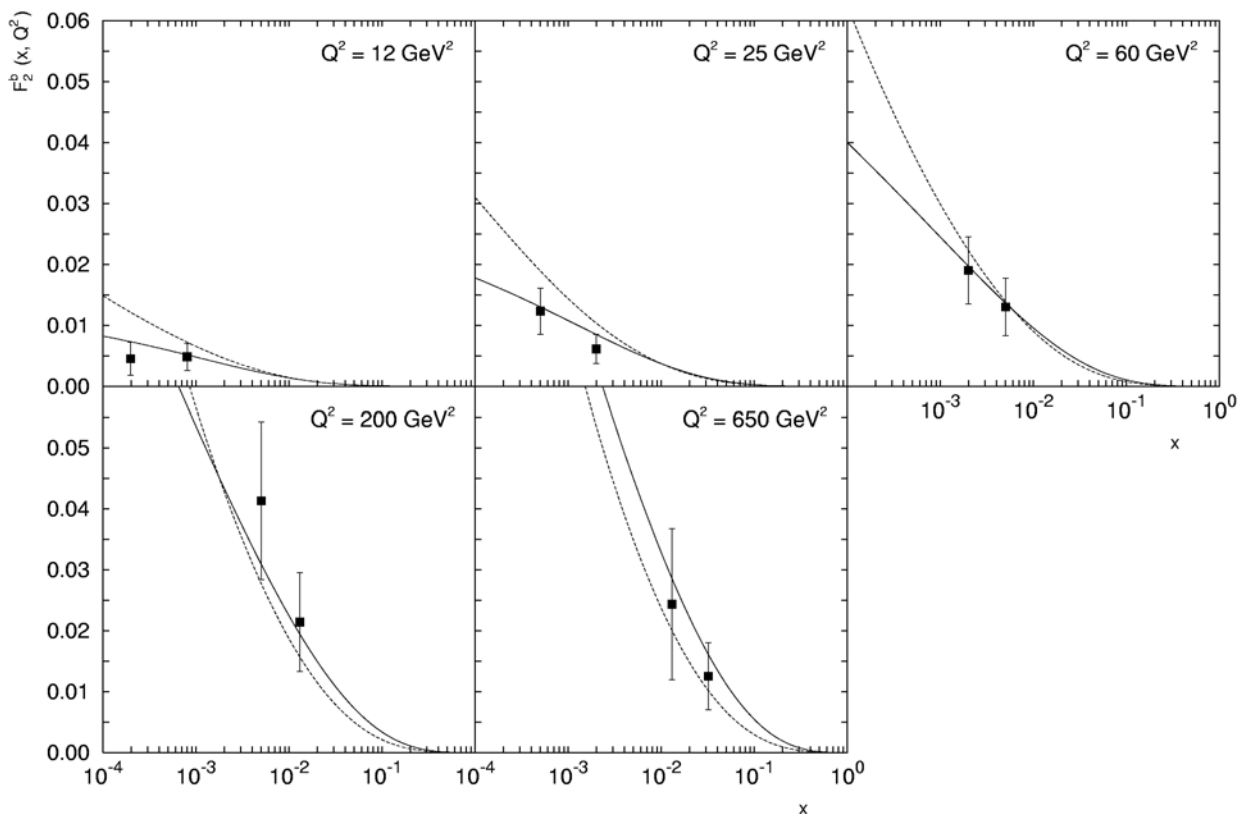 F₂ᵇ (x, Q²)
0.06
0.05
0.04
0.03
0.02
0.01
0.00
Q² = 12 GeV²
Q² = 25 GeV²
Q² = 60 GeV²
10⁻³ 10⁻² 10⁻¹ 10⁰
x
0.05
0.04
0.03
0.02
0.01
0.00
Q² = 200 GeV²
Q² = 650 GeV²
10⁻⁴ 10⁻³ 10⁻² 10⁻¹ 10⁻⁴ 10⁻³ 10⁻² 10⁻¹ 10⁰
x